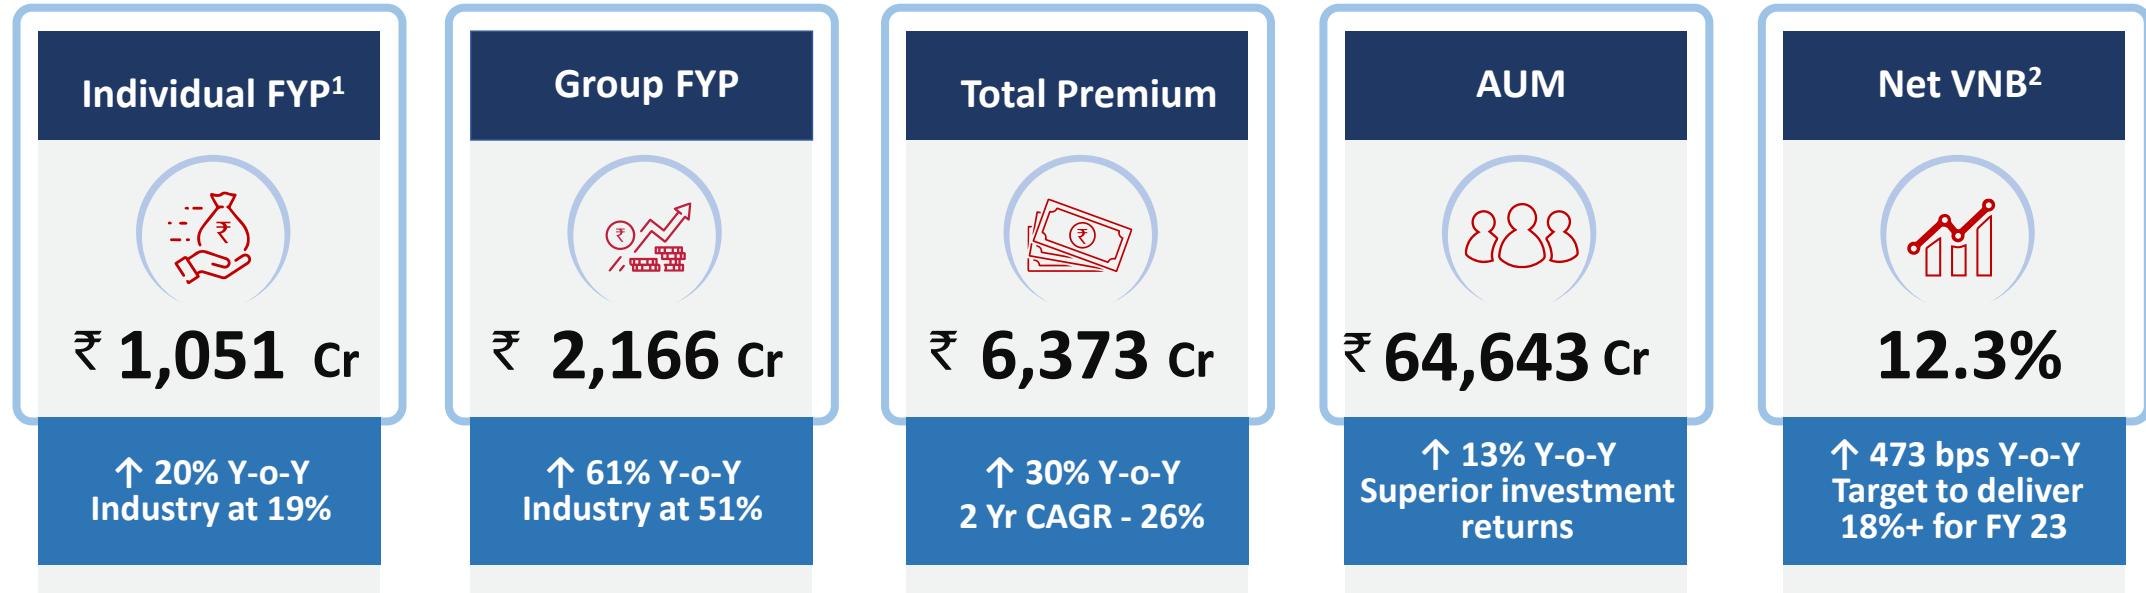 Individual FYP¹
₹
₹ 1,051 Cr
↑ 20% Y-o-Y
Industry at 19%
Group FYP
₹
₹ 2,166 Cr
↑ 61% Y-o-Y
Industry at 51%
Total Premium
₹
₹ 6,373 Cr
↑ 30% Y-o-Y
2 Yr CAGR - 26%
AUM
₹ 64,643 Cr
↑ 13% Y-o-Y
Superior investment
returns
Net VNB²
12.3%
↑ 473 bps Y-o-Y
Target to deliver
18%+ for FY 23